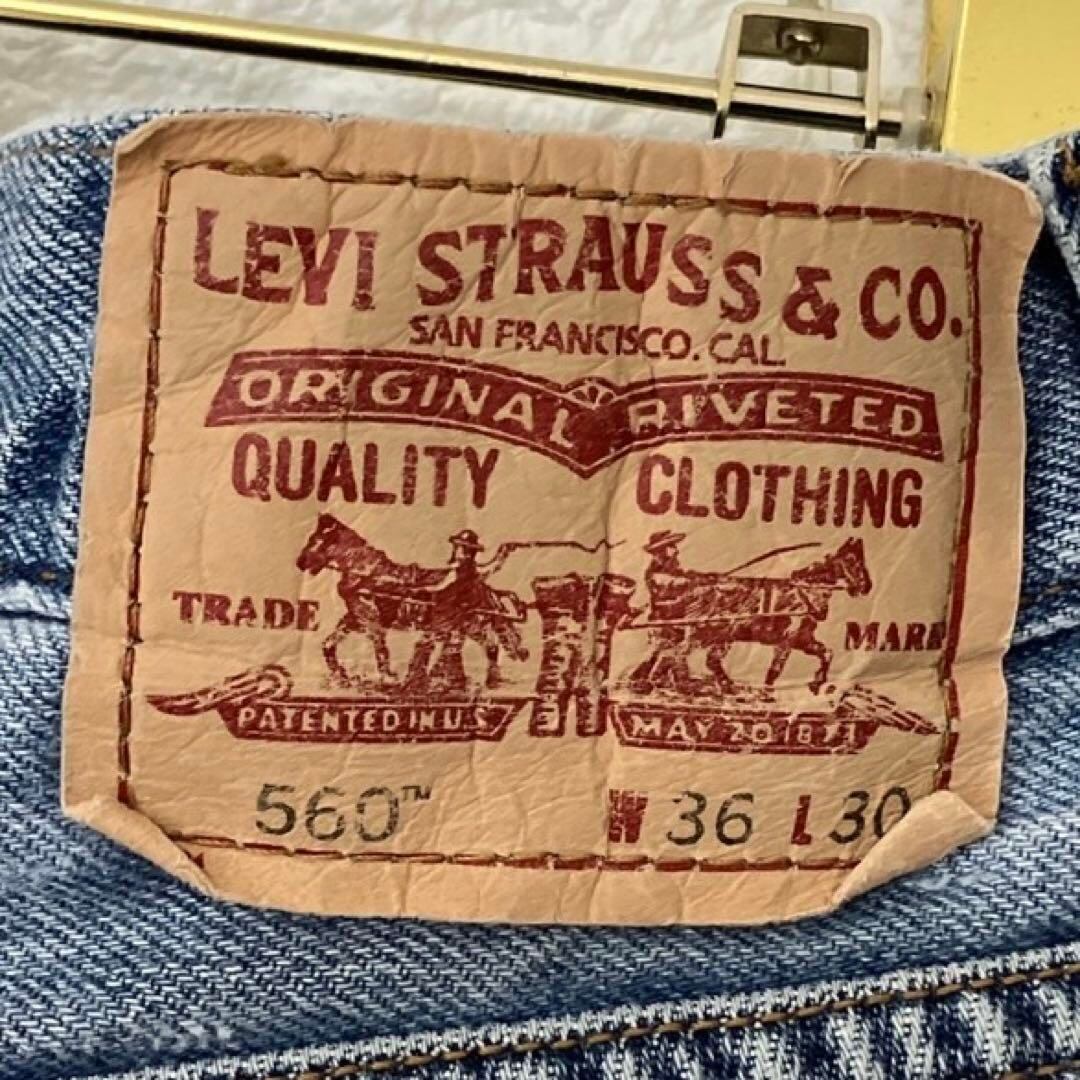 LEVI STRAUSS & CO.
SAN FRANCISCO. CAL.
ORIGINAL RIVETED
QUALITY CLOTHING
TRADE MARK
PATENTED IN U.S. MAY 20 1873
560™ W 36 L 30